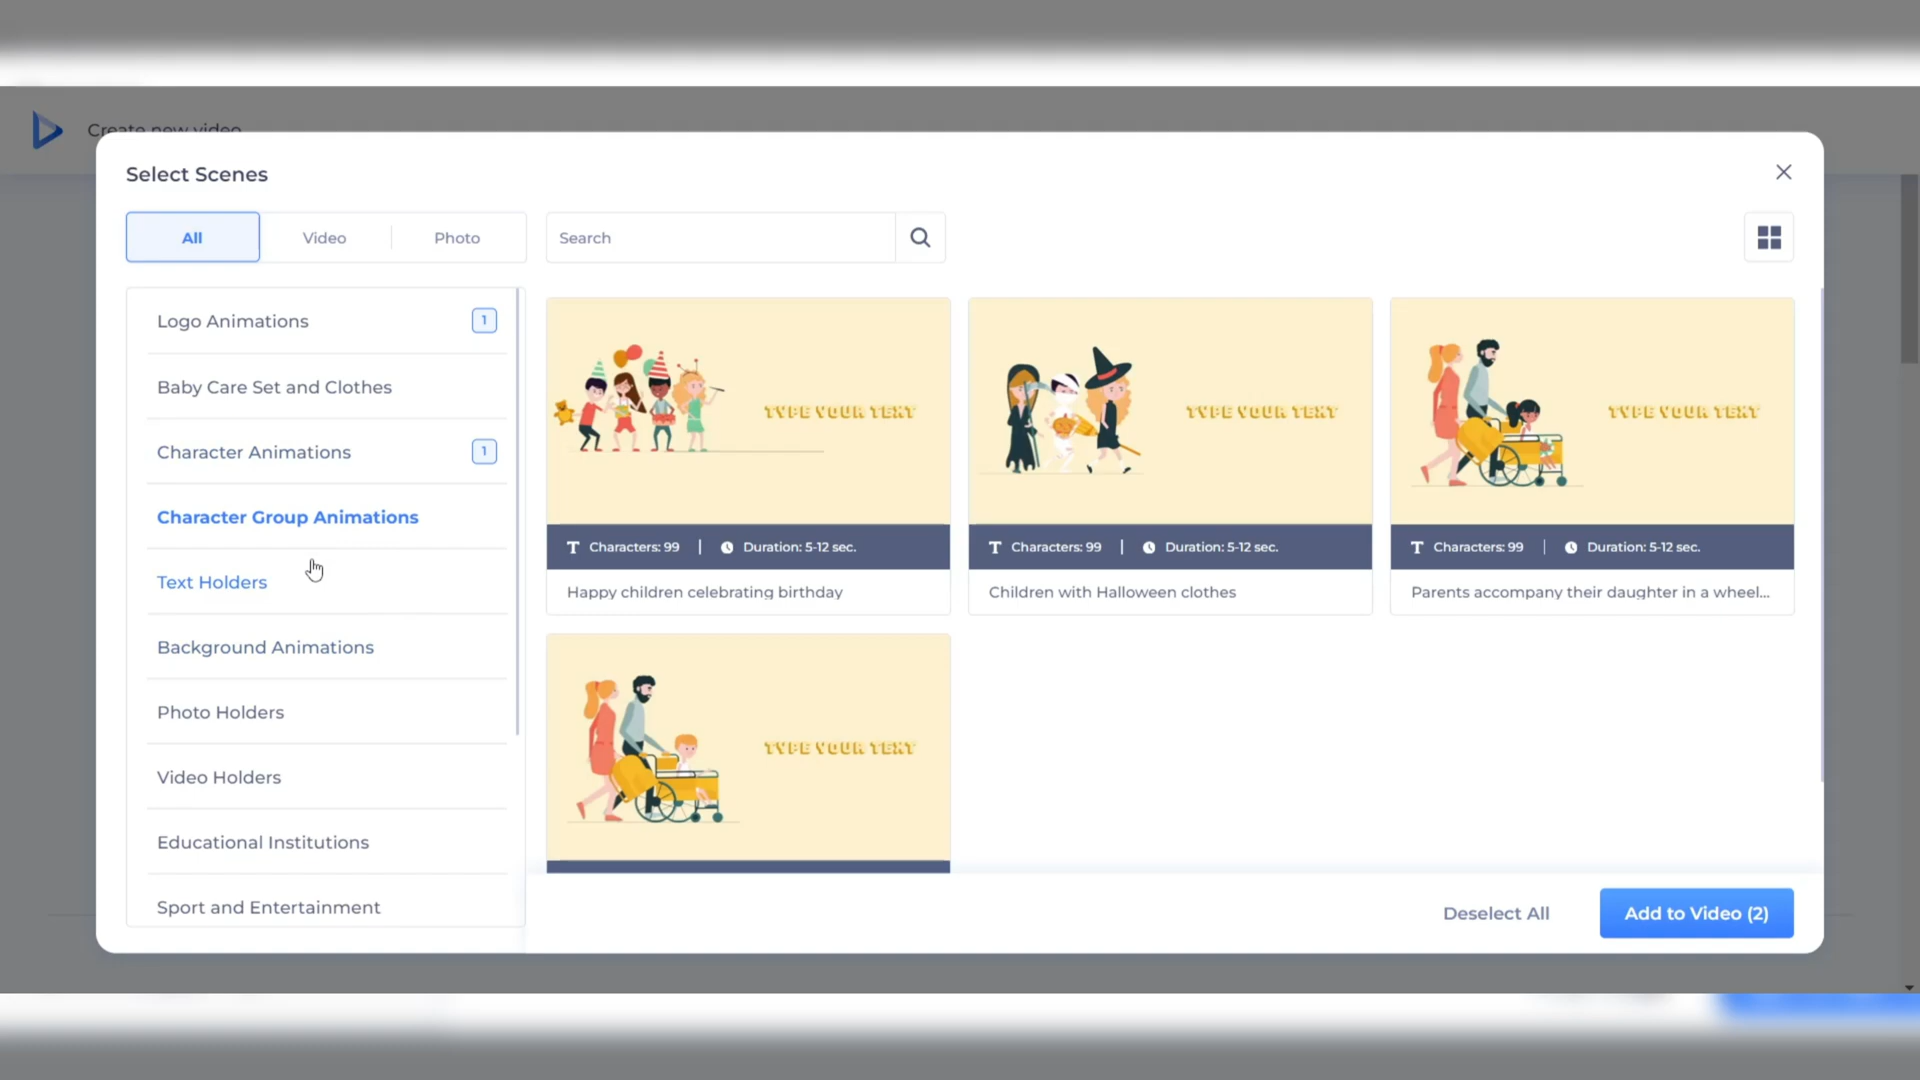 Create new video
Select Scenes
All
Video
Photo
Search
Logo Animations 1
Baby Care Set and Clothes
Character Animations 1
Character Group Animations
Text Holders
Background Animations
Photo Holders
Video Holders
Educational Institutions
Sport and Entertainment
TYPE YOUR TEXT
Characters: 99 | Duration: 5-12 sec.
Happy children celebrating birthday
TYPE YOUR TEXT
Characters: 99 | Duration: 5-12 sec.
Children with Halloween clothes
TYPE YOUR TEXT
Characters: 99 | Duration: 5-12 sec.
Parents accompany their daughter in a wheel...
TYPE YOUR TEXT
Deselect All
Add to Video (2)